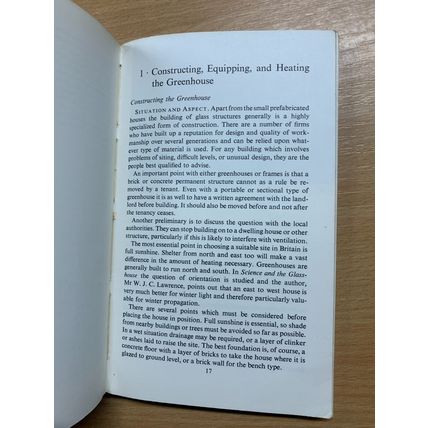 1 · Constructing, Equipping, and Heating
the Greenhouse
Constructing the Greenhouse
SITUATION AND ASPECT. Apart from the small prefabricated
houses the building of glass structures generally is a highly
specialized form of construction. There are a number of firms
who have built up a reputation for design and quality of work-
manship over several generations and can be relied upon what-
ever type of material is used. For any building which involves
problems of siting, difficult levels, or unusual design, they are the
people best qualified to advise.
An important point with either greenhouses or frames is that a
brick or concrete permanent structure cannot as a rule be re-
moved by a tenant. Even with a portable or sectional type of
greenhouse it is as well to have a written agreement with the land-
lord before building. It should also be moved before and not after
the tenancy ceases.
Another preliminary is to discuss the question with the local
authorities. They can stop building on to a dwelling house or other
structure, particularly if this is likely to interfere with ventilation.
The most essential point in choosing a suitable site in Britain is
full sunshine. Shelter from north and east too will make a vast
difference in the amount of heating necessary. Greenhouses are
generally built to run north and south. In Science and the Glass-
house the question of orientation is studied and the author,
Mr W. J. C. Lawrence, points out that an east to west house is
very much better for winter light and therefore particularly valu-
able for winter propagation.
There are several points which must be considered before
placing the house in position. Full sunshine is essential, so shade
from nearby buildings or trees must be avoided so far as possible.
In a wet situation drainage may be required, or a layer of clinker
or ashes laid to raise the site. The best foundation is, of course, a
concrete floor with a layer of bricks to take the house where it is
glazed to ground level, or a brick wall for the bench type.
17